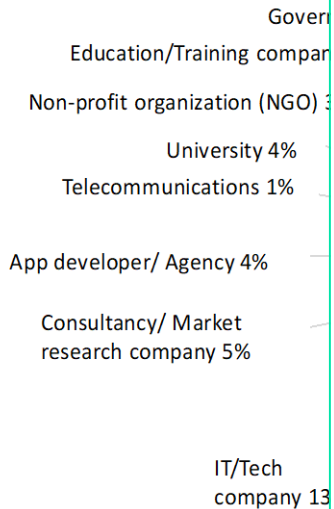 Govern
Education/Training compan
Non-profit organization (NGO) 3
University 4%
Telecommunications 1%
App developer/ Agency 4%
Consultancy/ Market
research company 5%
IT/Tech
company 13